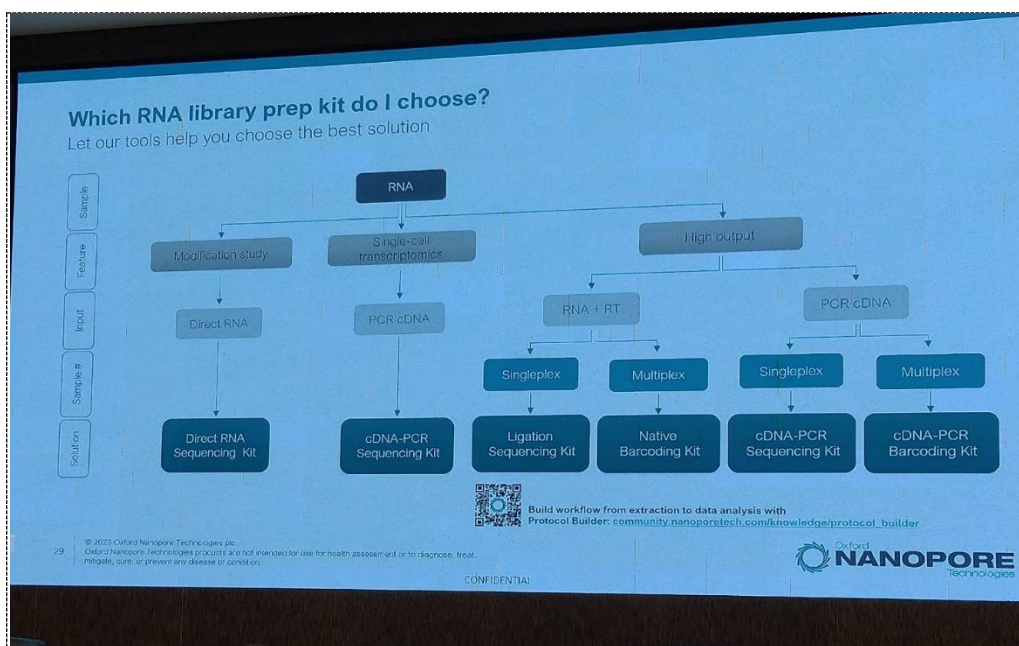 Which RNA library prep kit do I choose?
Let our tools help you choose the best solution
Sample
RNA
Feature
Modification study
Single-cell
transcriptomics
High output
Input
Direct RNA
PCR cDNA
RNA + RT
PCR cDNA
Sample #
Singleplex
Multiplex
Singleplex
Multiplex
Solution
Direct RNA
Sequencing Kit
cDNA-PCR
Sequencing Kit
Ligation
Sequencing Kit
Native
Barcoding Kit
cDNA-PCR
Sequencing Kit
cDNA-PCR
Barcoding Kit
Build workflow from extraction to data analysis with
Protocol Builder: community.nanoporetech.com/knowledge/protocol_builder
29
© 2023 Oxford Nanopore Technologies plc.
Oxford Nanopore Technologies products are not intended for use for health assessment or to diagnose, treat,
mitigate, cure, or prevent any disease or condition.
CONFIDENTIAL
Oxford
NANOPORE
Technologies